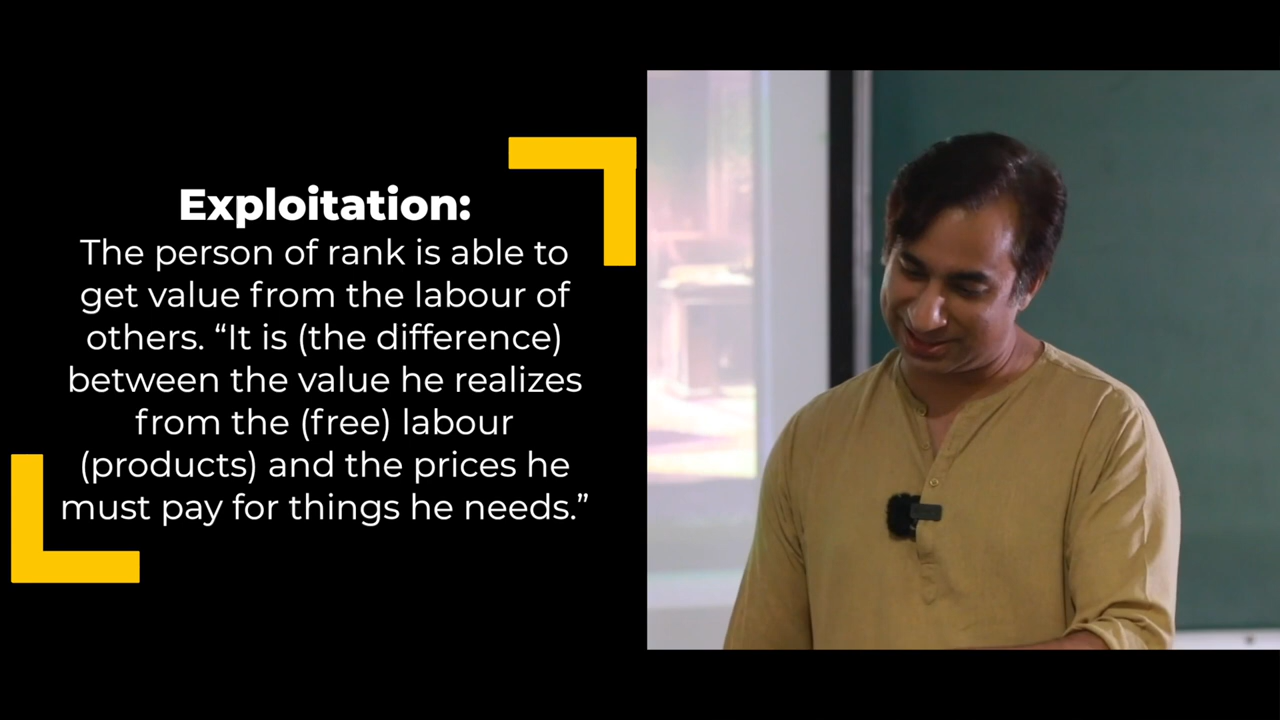 Exploitation:
The person of rank is able to
get value from the labour of
others. “It is (the difference)
between the value he realizes
from the (free) labour
(products) and the prices he
must pay for things he needs.”